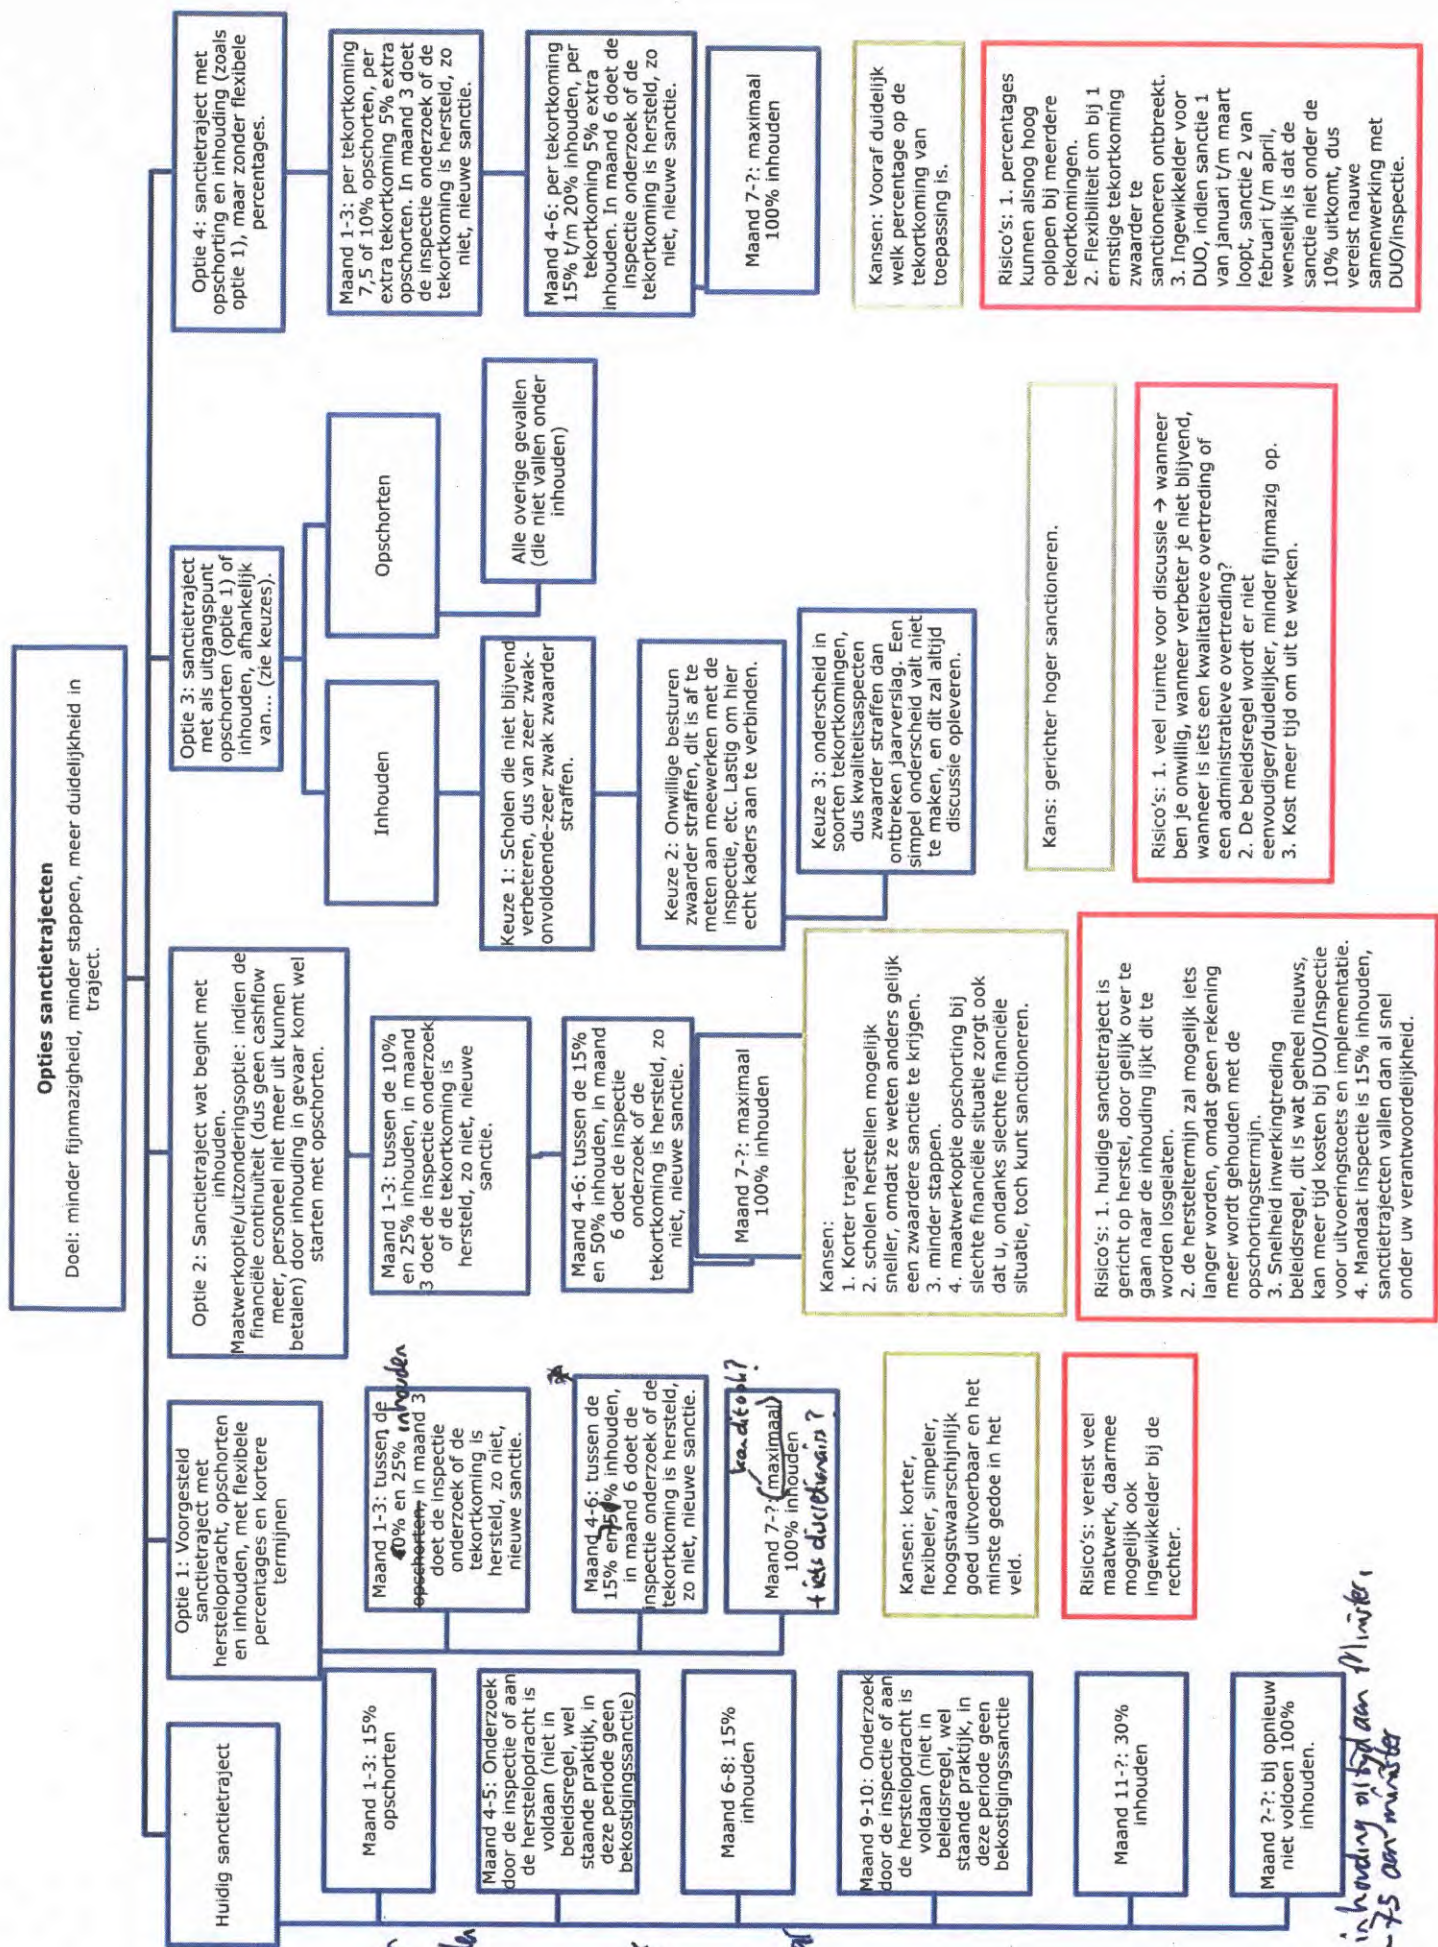 Opties sanctietrajecten
Doel: minder fijnmazigheid, minder stappen, meer duidelijkheid in
traject.
Huidig sanctietraject
Maand 1-3: 15%
opschorten
Maand 4-5: Onderzoek
door de inspectie of aan
de herstelopdracht is
voldaan (niet in
beleidsregel, wel
staande praktijk, in
deze periode geen
bekostigingssanctie)
Maand 6-8: 15%
inhouden
Maand 9-10: Onderzoek
door de inspectie of aan
de herstelopdracht is
voldaan (niet in
beleidsregel, wel
staande praktijk, in
deze periode geen
bekostigingssanctie
Maand 11-?: 30%
inhouden
Maand ?-?: bij opnieuw
niet voldoen 100%
inhouden.
Optie 1: Voorgesteld
sanctietraject met
herstelopdracht, opschorten
en inhouden, met flexibele
percentages en kortere
termijnen
Maand 1-3: tussen de
10% en 25% inhouden
opschorten, in maand 3
doet de inspectie
onderzoek of de
tekortkoming is
hersteld, zo niet,
nieuwe sanctie.
Maand 4-6: tussen de
15% en % inhouden,
in maand 6 doet de
inspectie onderzoek of de
tekortkoming is hersteld,
zo niet, nieuwe sanctie.
kan dit ook?
Maand 7-?: (maximaal)
100% inhouden
+ iets discretionairs?
Kansen: korter,
flexibeler, simpeler,
hoogstwaarschijnlijk
goed uitvoerbaar en het
minste gedoe in het
veld.
Risico's: vereist veel
maatwerk, daarmee
mogelijk ook
ingewikkelder bij de
rechter.
Optie 2: Sanctietraject wat begint met
inhouden.
Maatwerkoptie/uitzonderingsoptie: indien de
financiële continuiteit (dus geen cashflow
meer, personeel niet meer uit kunnen
betalen) door inhouding in gevaar komt wel
starten met opschorten.
Maand 1-3: tussen de 10%
en 25% inhouden, in maand
3 doet de inspectie onderzoek
of de tekortkoming is
hersteld, zo niet, nieuwe
sanctie.
Maand 4-6: tussen de 15%
en 50% inhouden, in maand
6 doet de inspectie
onderzoek of de
tekortkoming is hersteld, zo
niet, nieuwe sanctie.
Maand 7-?: maximaal
100% inhouden
Kansen:
1. Korter traject
2. scholen herstellen mogelijk
sneller, omdat ze weten anders gelijk
een zwaardere sanctie te krijgen.
3. minder stappen.
4. maatwerkoptie opschorting bij
slechte financiële situatie zorgt ook
dat u, ondanks slechte financiële
situatie, toch kunt sanctioneren.
Risico's: 1. huidige sanctietraject is
gericht op herstel, door gelijk over te
gaan naar de inhouding lijkt dit te
worden losgelaten.
2. de hersteltermijn zal mogelijk iets
langer worden, omdat geen rekening
meer wordt gehouden met de
opschortingstermijn.
3. Snelheid inwerkingtreding
beleidsregel, dit is wat geheel nieuws,
kan meer tijd kosten bij DUO/Inspectie
voor uitvoeringstoets en implementatie.
4. Mandaat inspectie is 15% inhouden,
sanctietrajecten vallen dan al snel
onder uw verantwoordelijkheid.
Optie 3: sanctietraject
met als uitgangspunt
opschorten (optie 1) of
inhouden, afhankelijk
van... (zie keuzes).
Inhouden
Opschorten
Keuze 1: Scholen die niet blijvend
verbeteren, dus van zeer zwak-
onvoldoende-zeer zwak zwaarder
straffen.
Alle overige gevallen
(die niet vallen onder
inhouden)
Keuze 2: Onwillige besturen
zwaarder straffen, dit is af te
meten aan meewerken met de
inspectie, etc. Lastig om hier
echt kaders aan te verbinden.
Keuze 3: onderscheid in
soorten tekortkomingen,
dus kwaliteitsaspecten
zwaarder straffen dan
ontbreken jaarverslag. Een
simpel onderscheid valt niet
te maken, en dit zal altijd
discussie opleveren.
Kans: gerichter hoger sanctioneren.
Risico's: 1. veel ruimte voor discussie → wanneer
ben je onwillig, wanneer verbeter je niet blijvend,
wanneer is iets een kwalitatieve overtreding of
een administratieve overtreding?
2. De beleidsregel wordt er niet
eenvoudiger/duidelijker, minder fijnmazig op.
3. Kost meer tijd om uit te werken.
Optie 4: sanctietraject met
opschorting en inhouding (zoals
optie 1), maar zonder flexibele
percentages.
Maand 1-3: per tekortkoming
7,5 of 10% opschorten, per
extra tekortkoming 5% extra
opschorten. In maand 3 doet
de inspectie onderzoek of de
tekortkoming is hersteld, zo
niet, nieuwe sanctie.
Maand 4-6: per tekortkoming
15% t/m 20% inhouden, per
tekortkoming 5% extra
inhouden. In maand 6 doet de
inspectie onderzoek of de
tekortkoming is hersteld, zo
niet, nieuwe sanctie.
Maand 7-?: maximaal
100% inhouden
Kansen: Vooraf duidelijk
welk percentage op de
tekortkoming van
toepassing is.
Risico's: 1. percentages
kunnen alsnog hoog
oplopen bij meerdere
tekortkomingen.
2. Flexibiliteit om bij 1
ernstige tekortkoming
zwaarder te
sanctioneren ontbreekt.
3. Ingewikkelder voor
DUO, indien sanctie 1
van januari t/m maart
loopt, sanctie 2 van
februari t/m april,
wenselijk is dat de
sanctie niet onder de
10% uitkomt, dus
vereist nauwe
samenwerking met
DUO/inspectie.
inhouding altijd aan Minister,
-75 aan minister